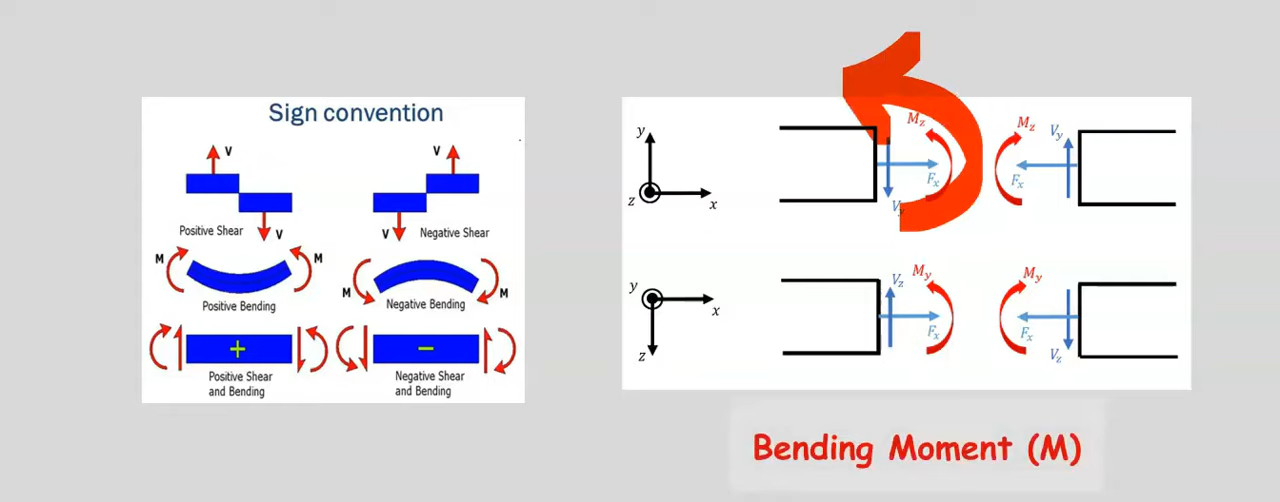 Sign convention
V
V
V
V
Positive Shear
Negative Shear
M
M
M
M
Positive Bending
Negative Bending
+
−
Positive Shear
and Bending
Negative Shear
and Bending
y
z
x
Mz
Fx
Vy
Mz
Fx
Vy
y
x
z
Vz
My
Fx
My
Fx
Vz
Bending Moment (M)